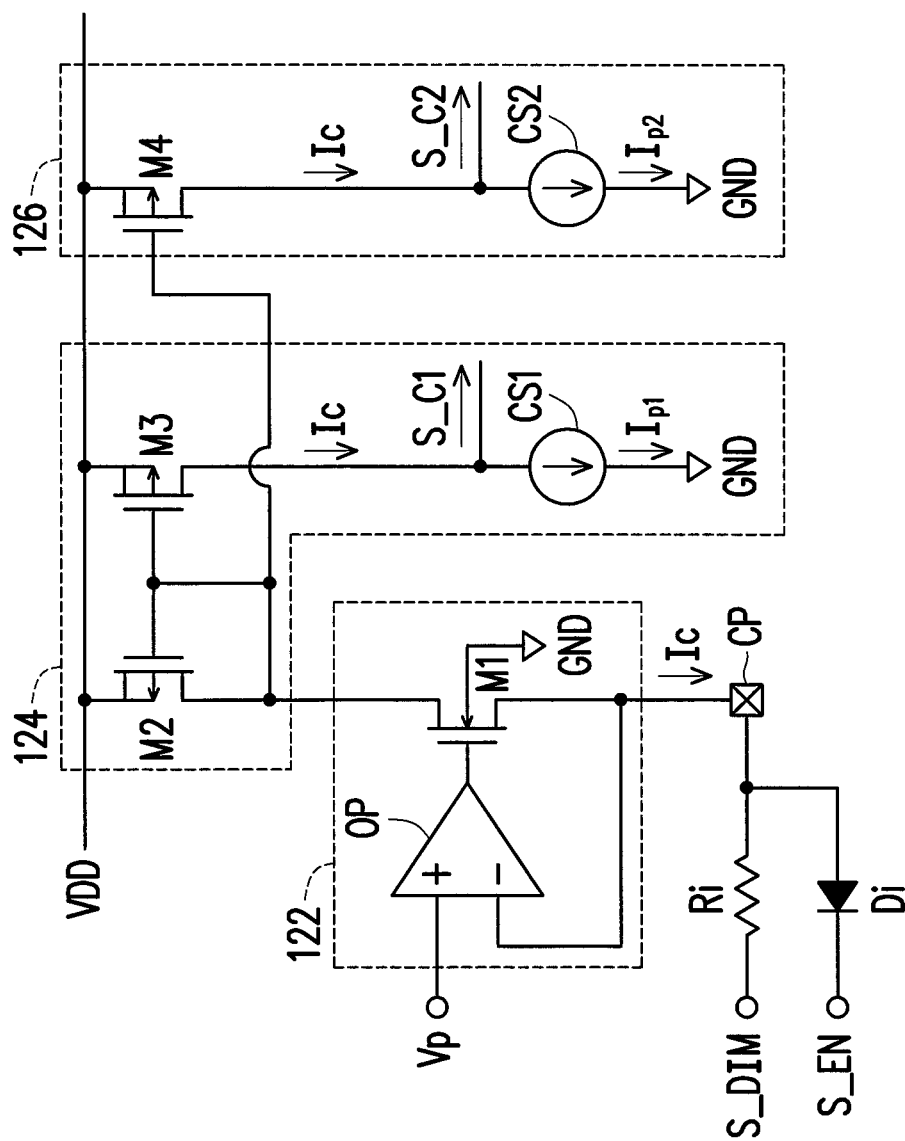 VDD
124
126
M2
M3
M4
Ic
Ic
S_C1
S_C2
CS1
CS2
Ip1
Ip2
GND
GND
122
OP
+
−
M1
GND
Vp
Ic
CP
Ri
Di
S_DIM
S_EN